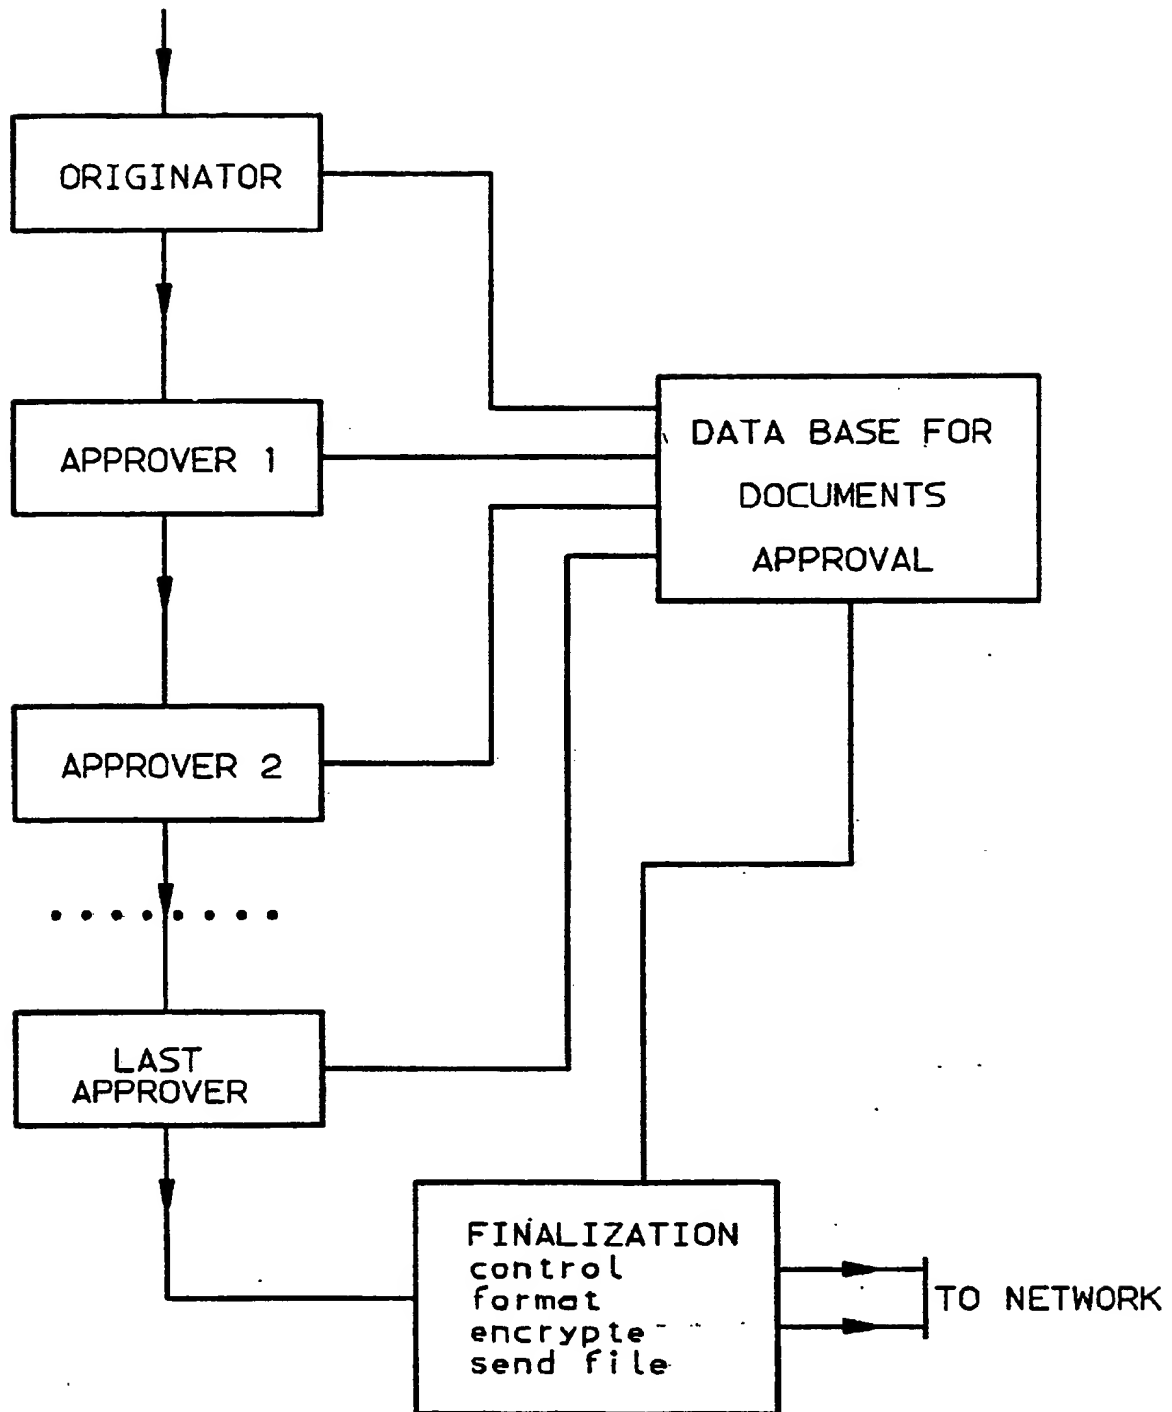 ORIGINATOR
APPROVER 1
DATA BASE FOR
DOCUMENTS
APPROVAL
APPROVER 2
LAST
APPROVER
FINALIZATION
control
format
encrypte
send file
TO NETWORK